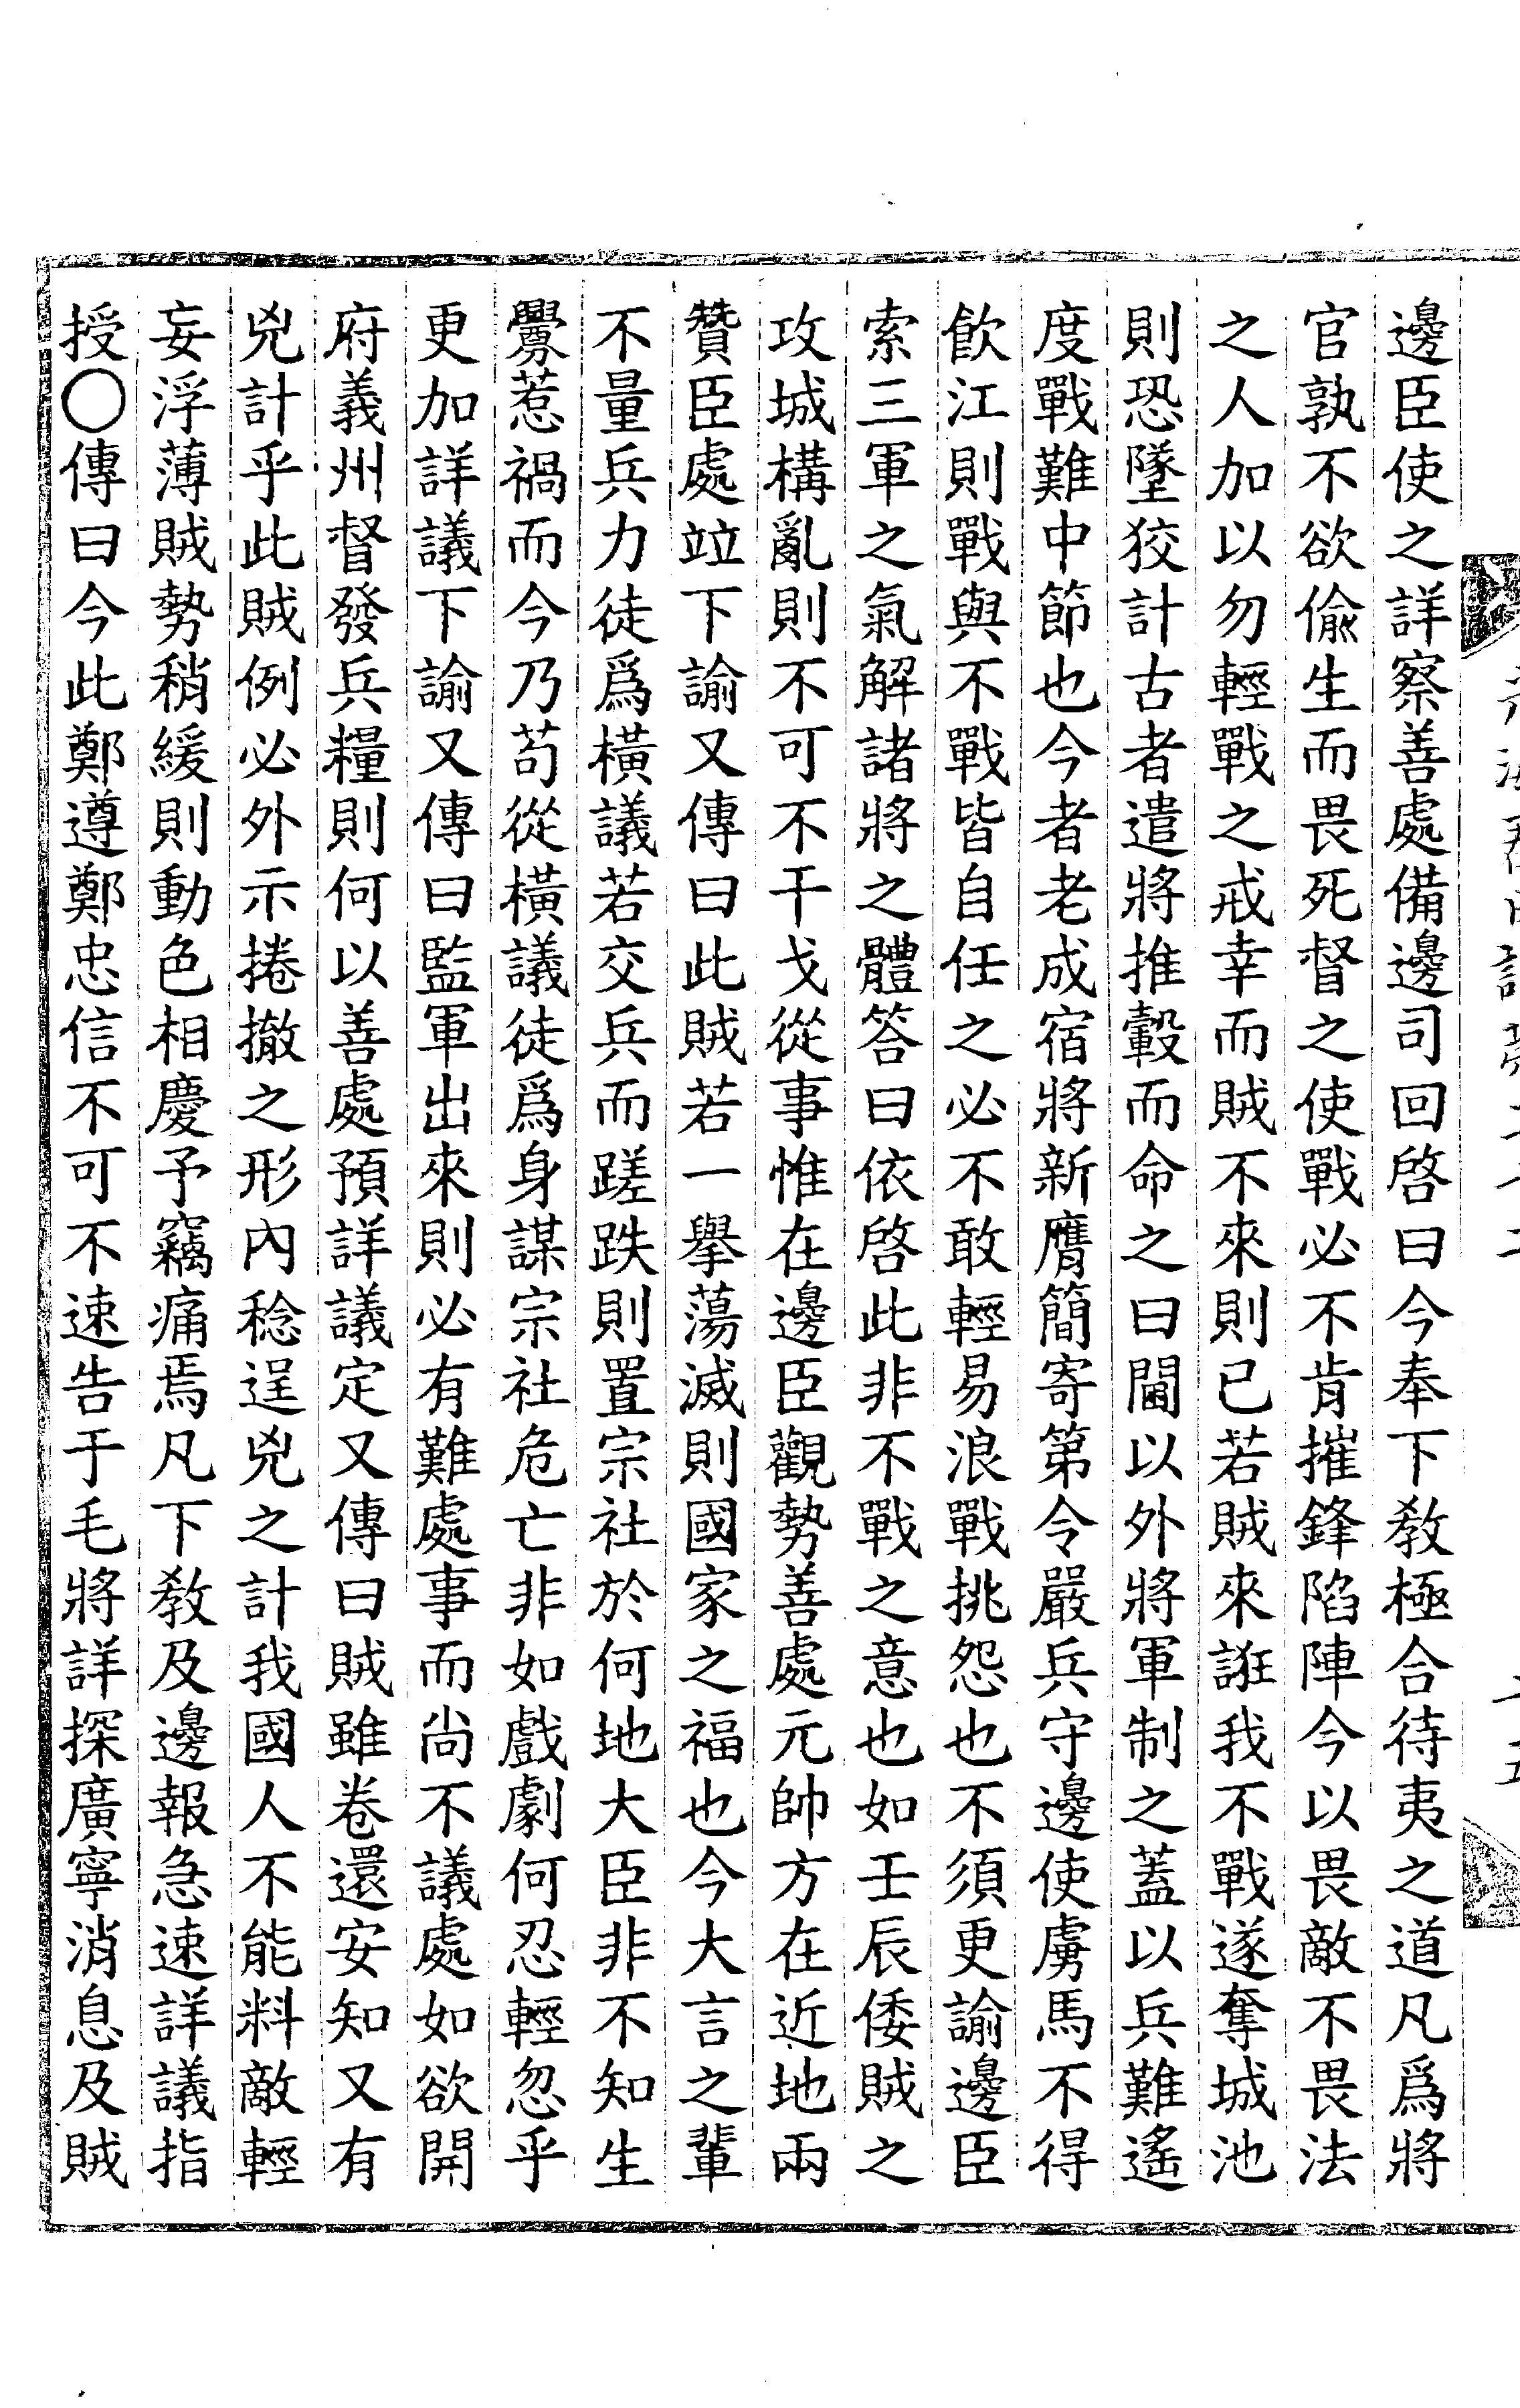 邊臣使之詳察善處備邊司回啓曰今奉下敎極合待夷之道凡爲將
官孰不欲偸生而畏死督之使戰必不肯摧鋒陷陣今以畏敵不畏法
之人加以勿輕戰之戒幸而賊不來則已若賊來誑我不戰遂奪城池
則恐墜狡計古者遣將推轂而命之曰閫以外將軍制之蓋以兵難遙
度戰難中節也今者老成宿將新膺簡寄第令嚴兵守邊使虜馬不得
飮江則戰與不戰皆自任之必不敢輕易浪戰挑怨也不須更諭邊臣
索三軍之氣解諸將之體答曰依啓此非不戰之意也如壬辰倭賊之
攻城構亂則不可不干戈從事惟在邊臣觀勢善處元帥方在近地兩
贊臣處竝下諭又傳曰此賊若一擧蕩滅則國家之福也今大言之輩
不量兵力徒爲橫議若交兵而蹉跌則置宗社於何地大臣非不知生
釁惹禍而今乃苟從橫議徒爲身謀宗社危亡非如戲劇何忍輕忽乎
更加詳議下諭又傳曰監軍出來則必有難處事而尙不議處如欲開
府義州督發兵糧則何以善處預詳議定又傳曰賊雖卷還安知又有
兇計乎此賊例必外示捲撤之形內稔逞兇之計我國人不能料敵輕
妄浮薄賊勢稍緩則動色相慶予竊痛焉凡下敎及邊報急速詳議指
授○傳曰今此鄭遵鄭忠信不可不速告于毛將詳探廣寧消息及賊